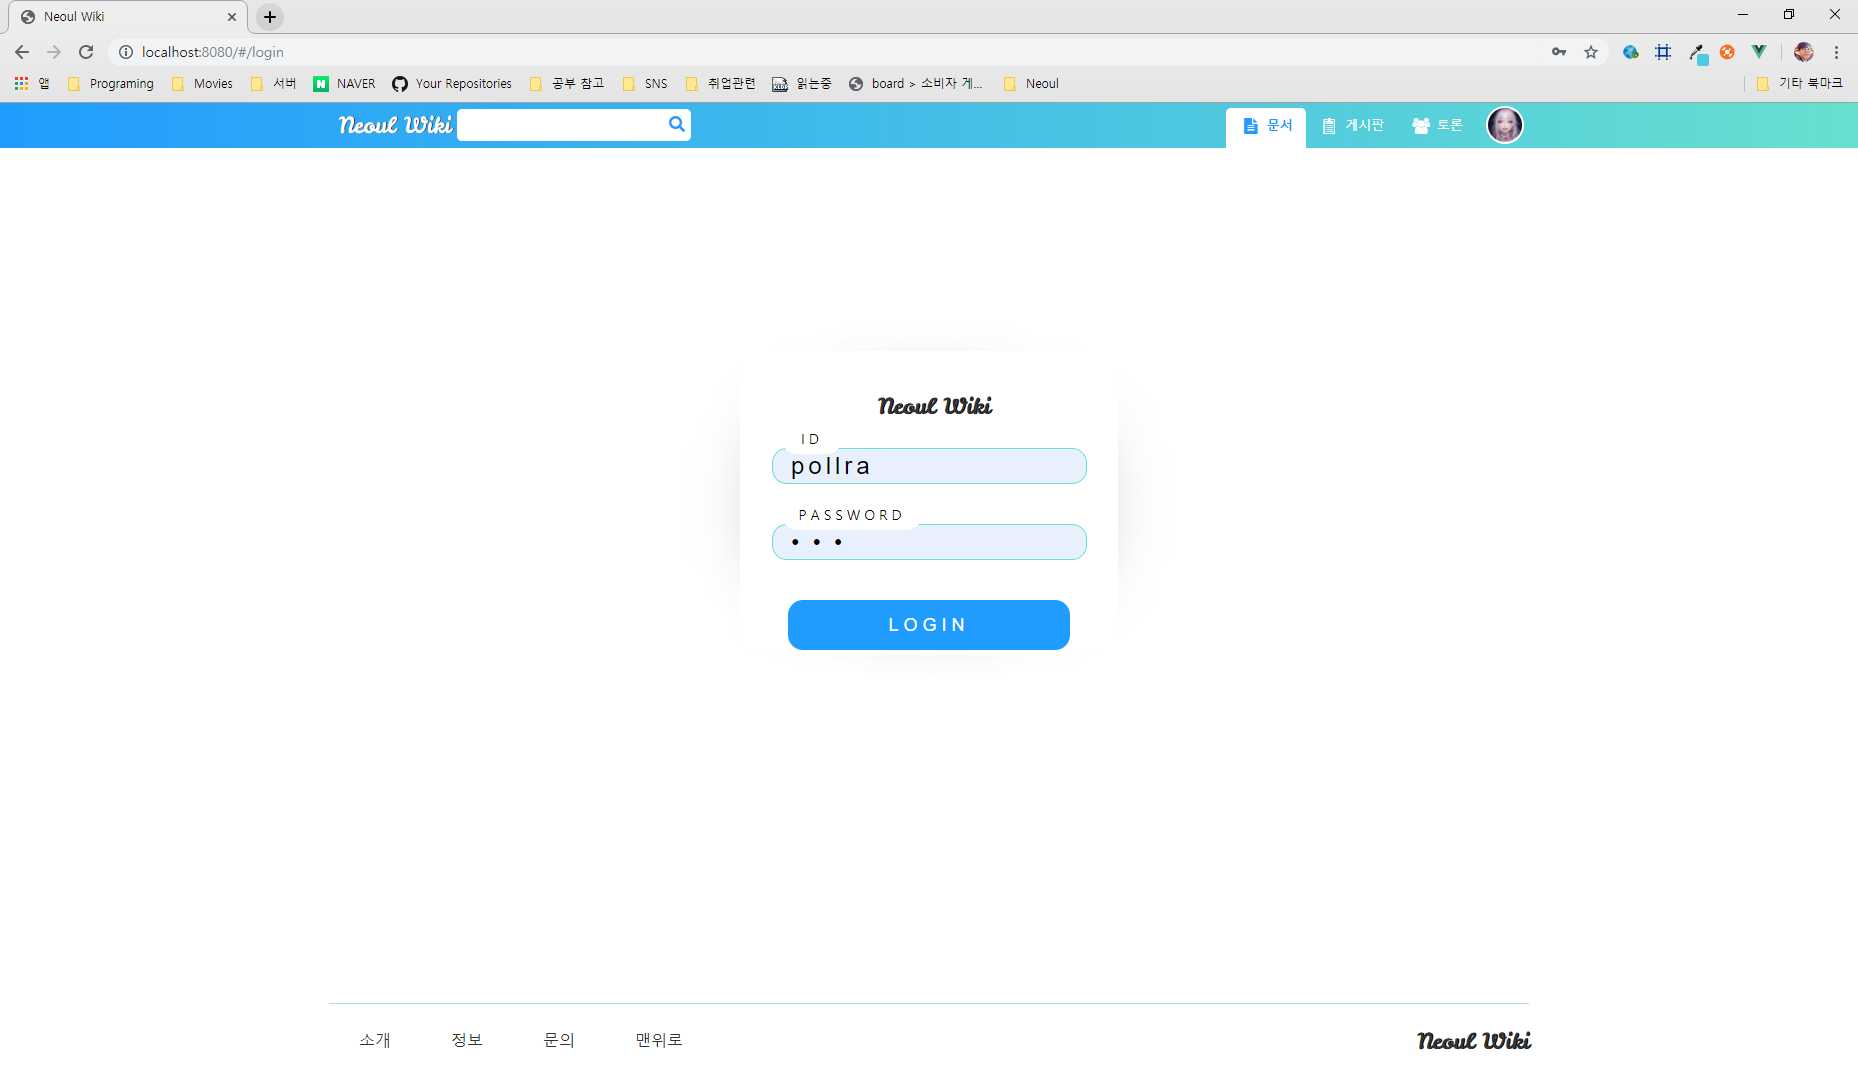 Neoul Wiki
localhost:8080/#/login
앱 Programing Movies 서버 NAVER Your Repositories 공부 참고 SNS 취업관련 읽는중 board > 소비자 게... Neoul 기타 북마크
Neoul Wiki 문서 게시판 토론
Neoul Wiki
ID
pollra
PASSWORD
• • •
LOGIN
소개 정보 문의 맨위로 Neoul Wiki